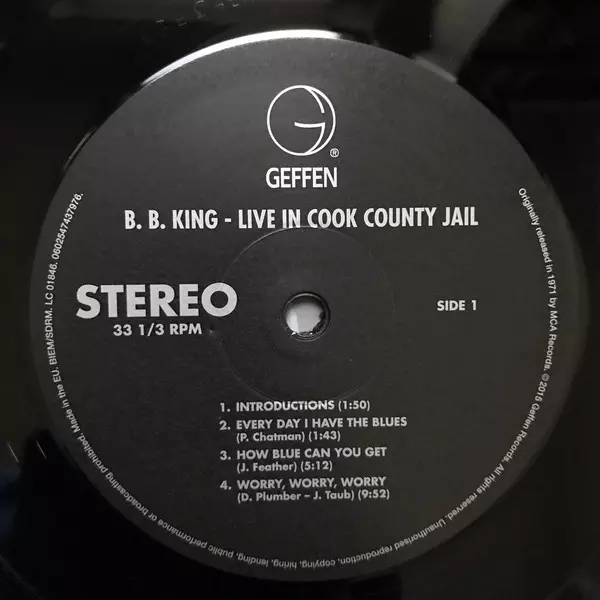 GEFFEN
®
B. B. KING - LIVE IN COOK COUNTY JAIL
STEREO
33 1/3 RPM
SIDE 1
1. INTRODUCTIONS (1:50)
2. EVERY DAY I HAVE THE BLUES
(P. Chatman) (1:43)
3. HOW BLUE CAN YOU GET
(J. Feather) (5:12)
4. WORRY, WORRY, WORRY
(D. Plumber – J. Taub) (9:52)
Originally released in 1971 by MCA Records. ©2015 Geffen Records. All rights reserved. Unauthorised reproduction, copying, hiring, lending, public performance or broadcasting prohibited. Made in the EU. BIEM/SDRM. LC 01846. 0602547437976.